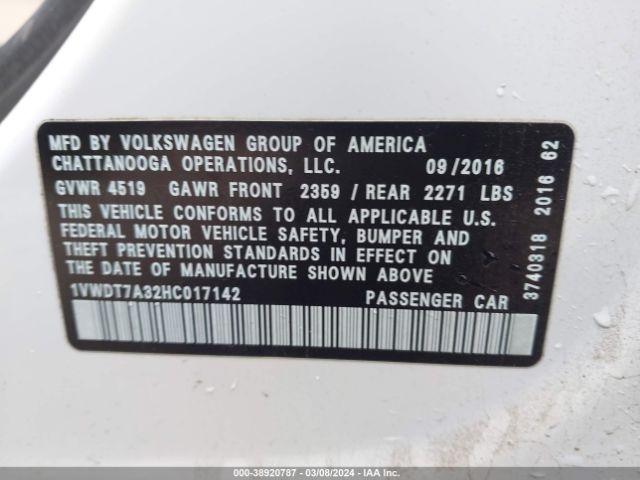 MFD BY VOLKSWAGEN GROUP OF AMERICA
CHATTANOOGA OPERATIONS, LLC. 09/2016
GVWR 4519 GAWR FRONT 2359 / REAR 2271 LBS
THIS VEHICLE CONFORMS TO ALL APPLICABLE U.S.
FEDERAL MOTOR VEHICLE SAFETY, BUMPER AND
THEFT PREVENTION STANDARDS IN EFFECT ON
THE DATE OF MANUFACTURE SHOWN ABOVE
1VWDT7A32HC017142 PASSENGER CAR
3740318 2016 62
000-38920787 - 03/08/2024 - IAAI.COM